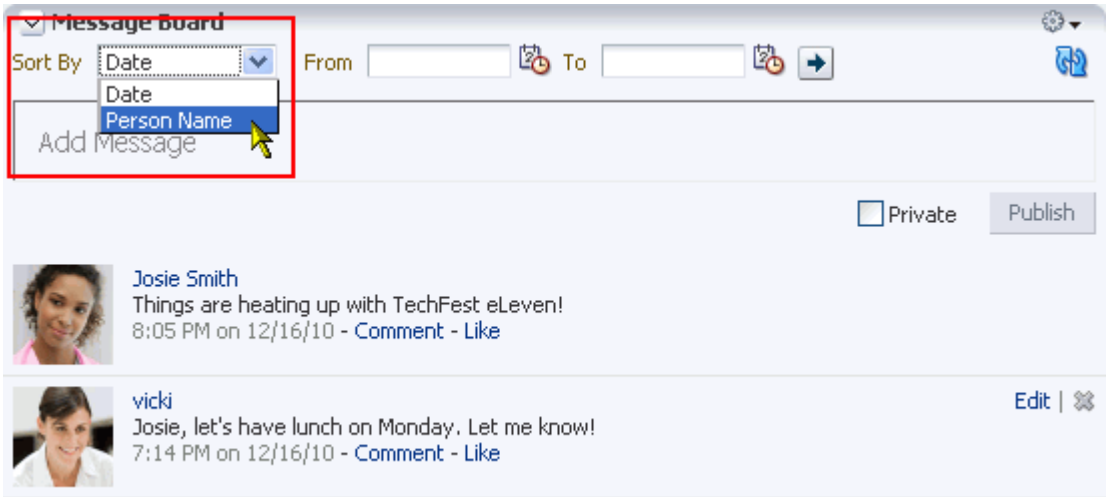 Message Board
Sort By Date From To
Date
Person Name
Add Message
Private Publish
Josie Smith
Things are heating up with TechFest eLeven!
8:05 PM on 12/16/10 - Comment - Like
vicki Edit |
Josie, let's have lunch on Monday. Let me know!
7:14 PM on 12/16/10 - Comment - Like